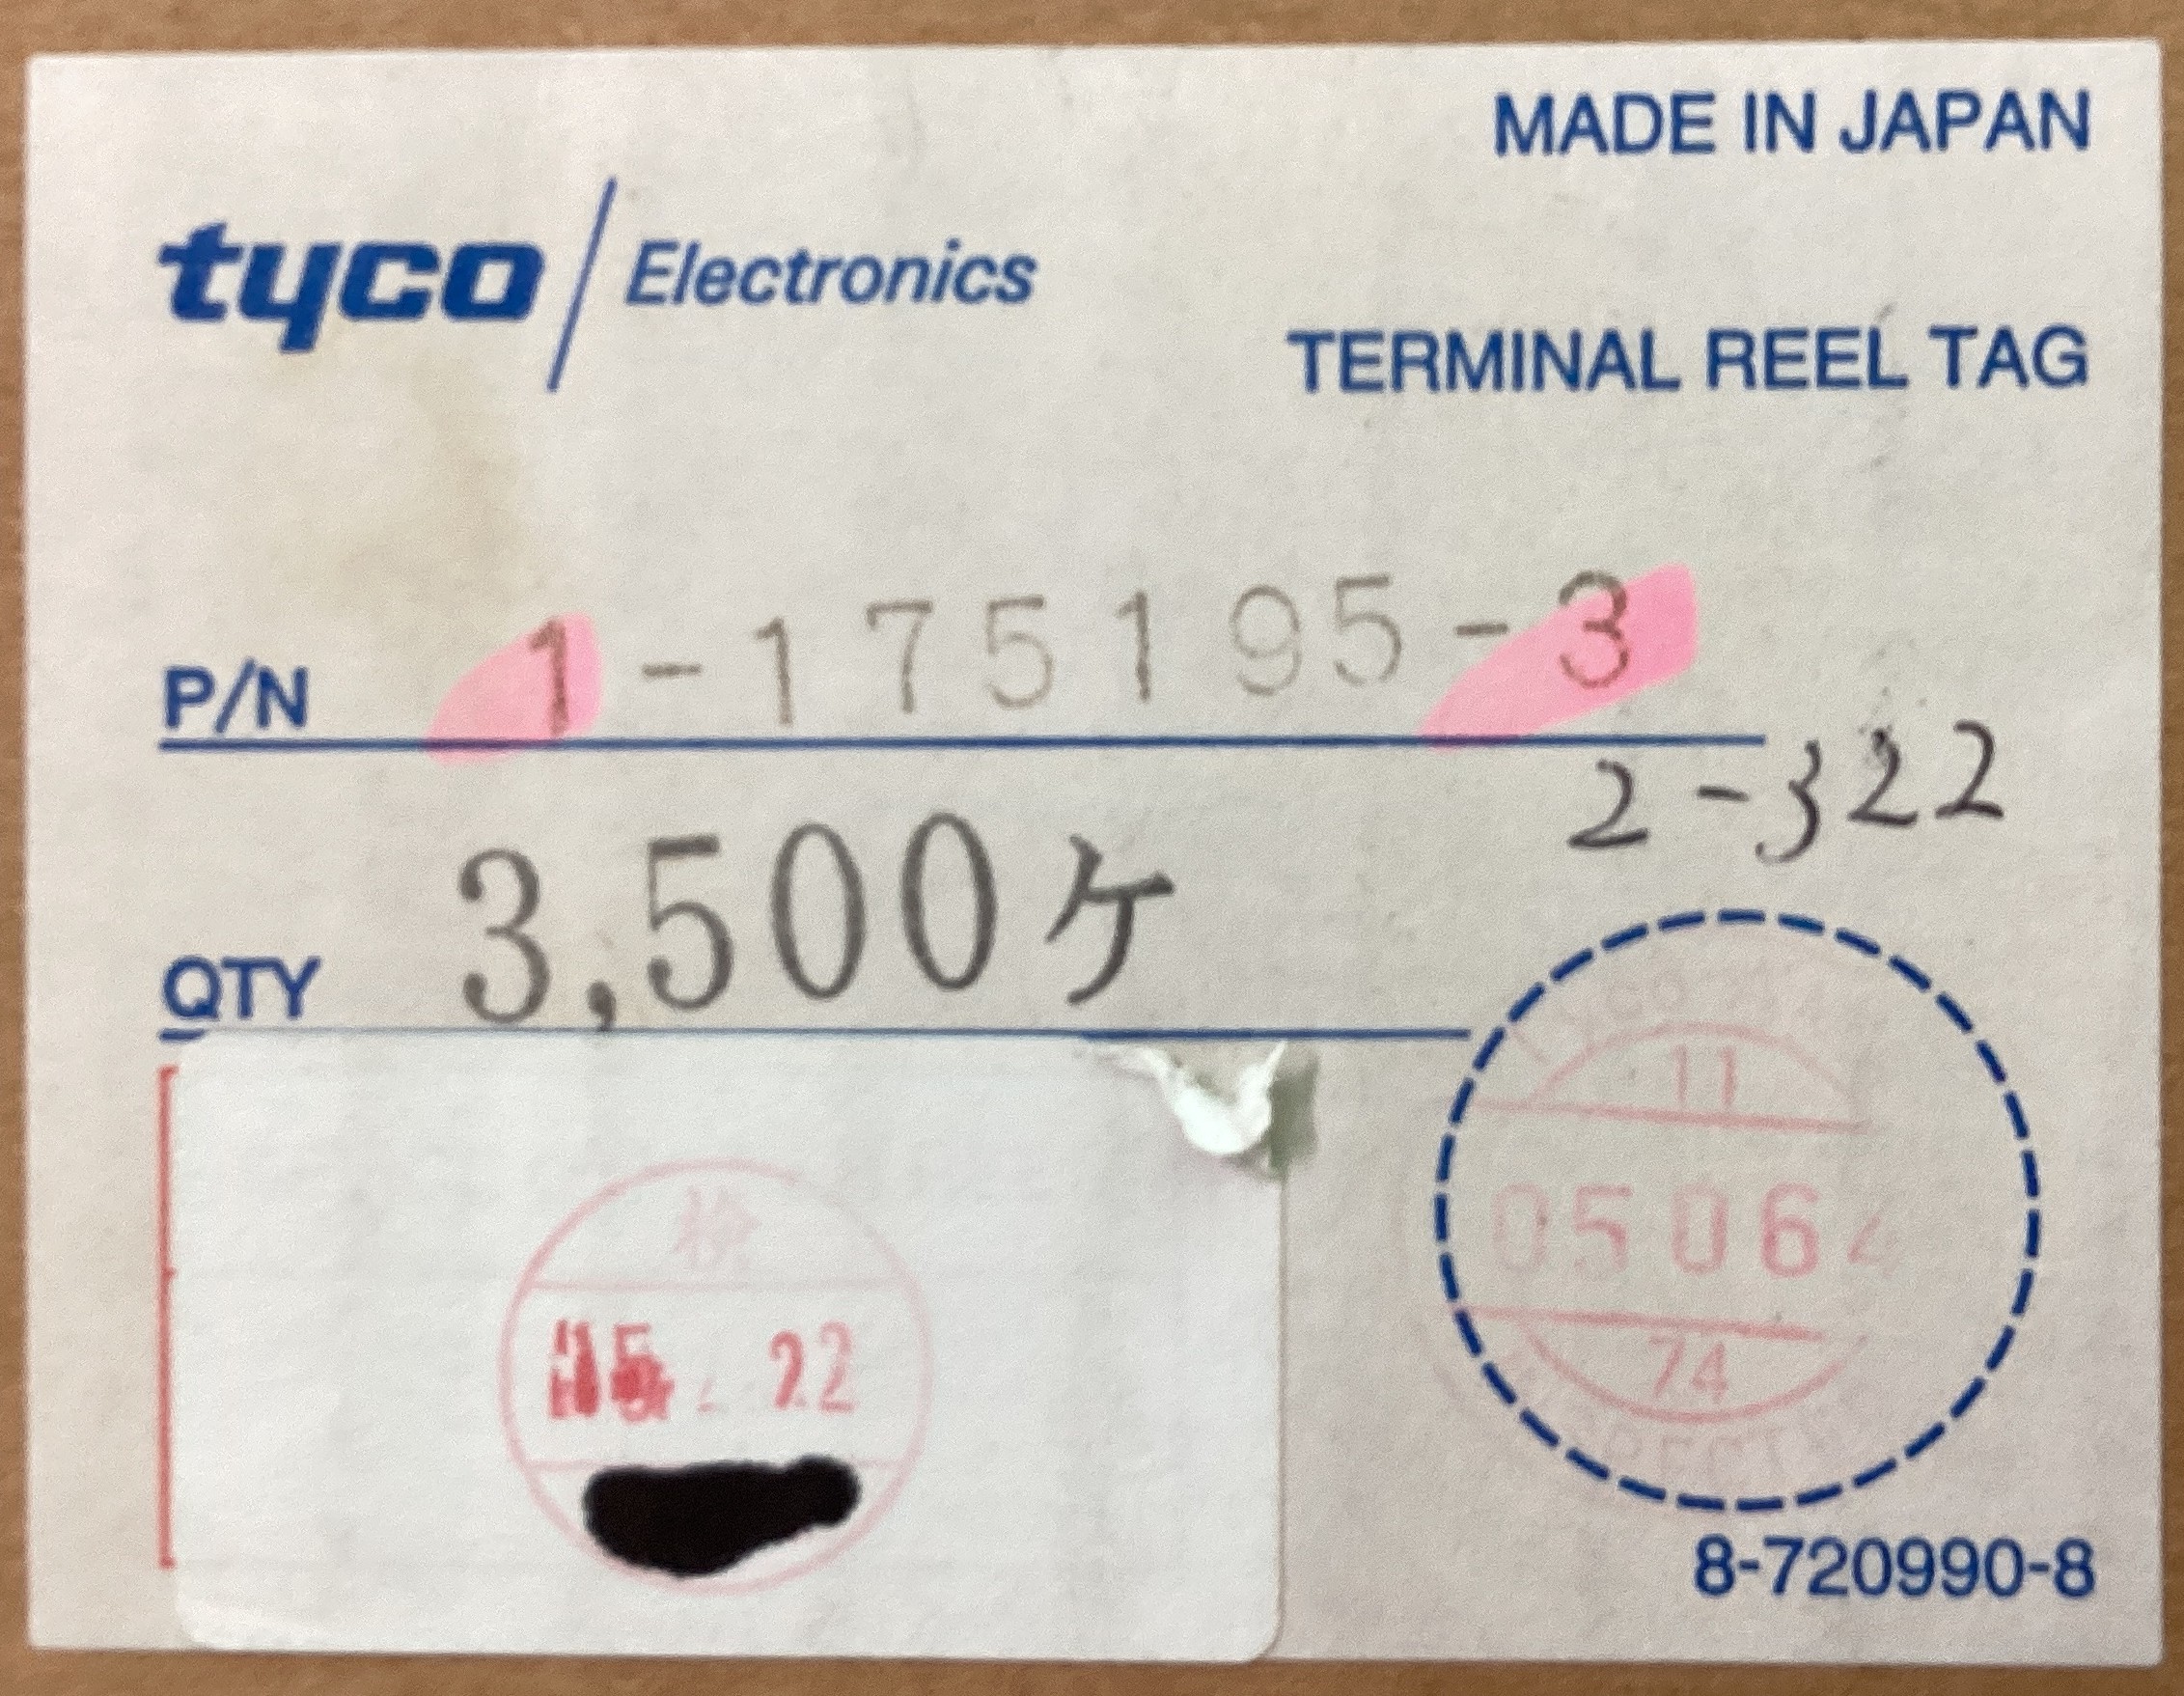 MADE IN JAPAN
tyco / Electronics
TERMINAL REEL TAG
P/N 1-175195-3
2-322
QTY 3,500ケ
11
0506
74
検
22
8-720990-8